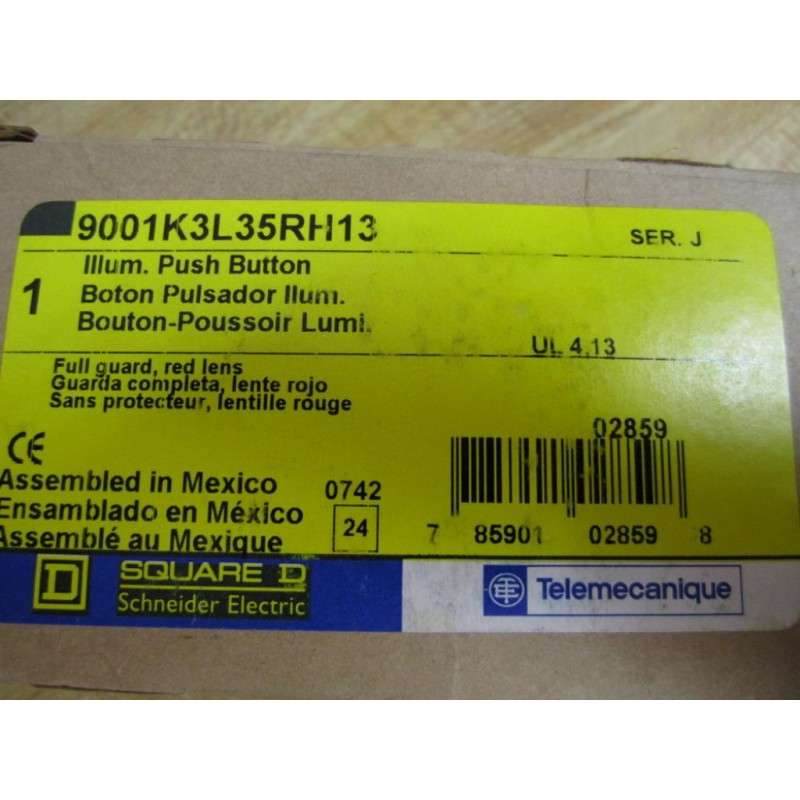 9001K3L35RH13
SER. J
1
Illum. Push Button
Boton Pulsador Ilum.
Bouton-Poussoir Lumi.
UL 4,13
Full guard, red lens
Guarda completa, lente rojo
Sans protecteur, lentille rouge
02859
CE
Assembled in Mexico
Ensamblado en México
Assemblé au Mexique
0742
24
7 85901 02859 8
D
SQUARE D
Schneider Electric
TE
Telemecanique